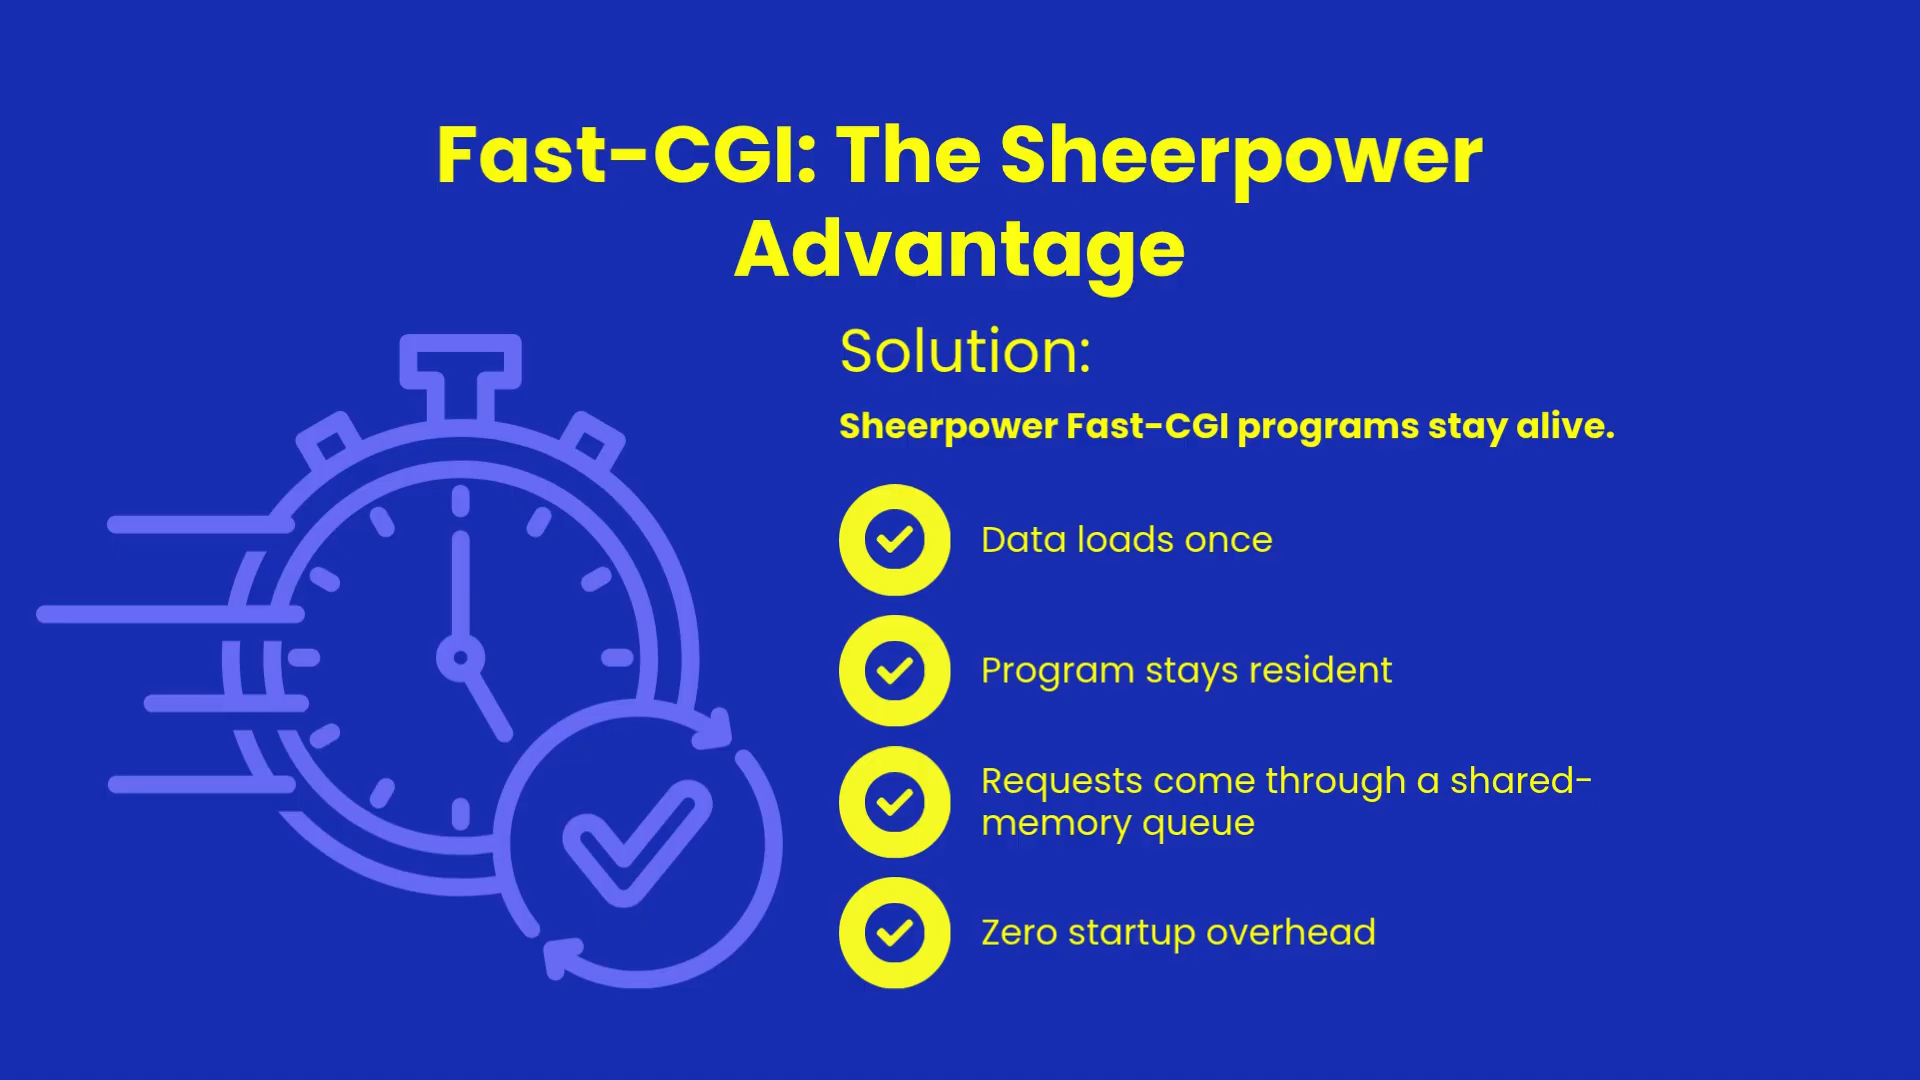 Fast-CGI: The Sheerpower
Advantage
Solution:
Sheerpower Fast-CGI programs stay alive.
Data loads once
Program stays resident
Requests come through a shared-
memory queue
Zero startup overhead